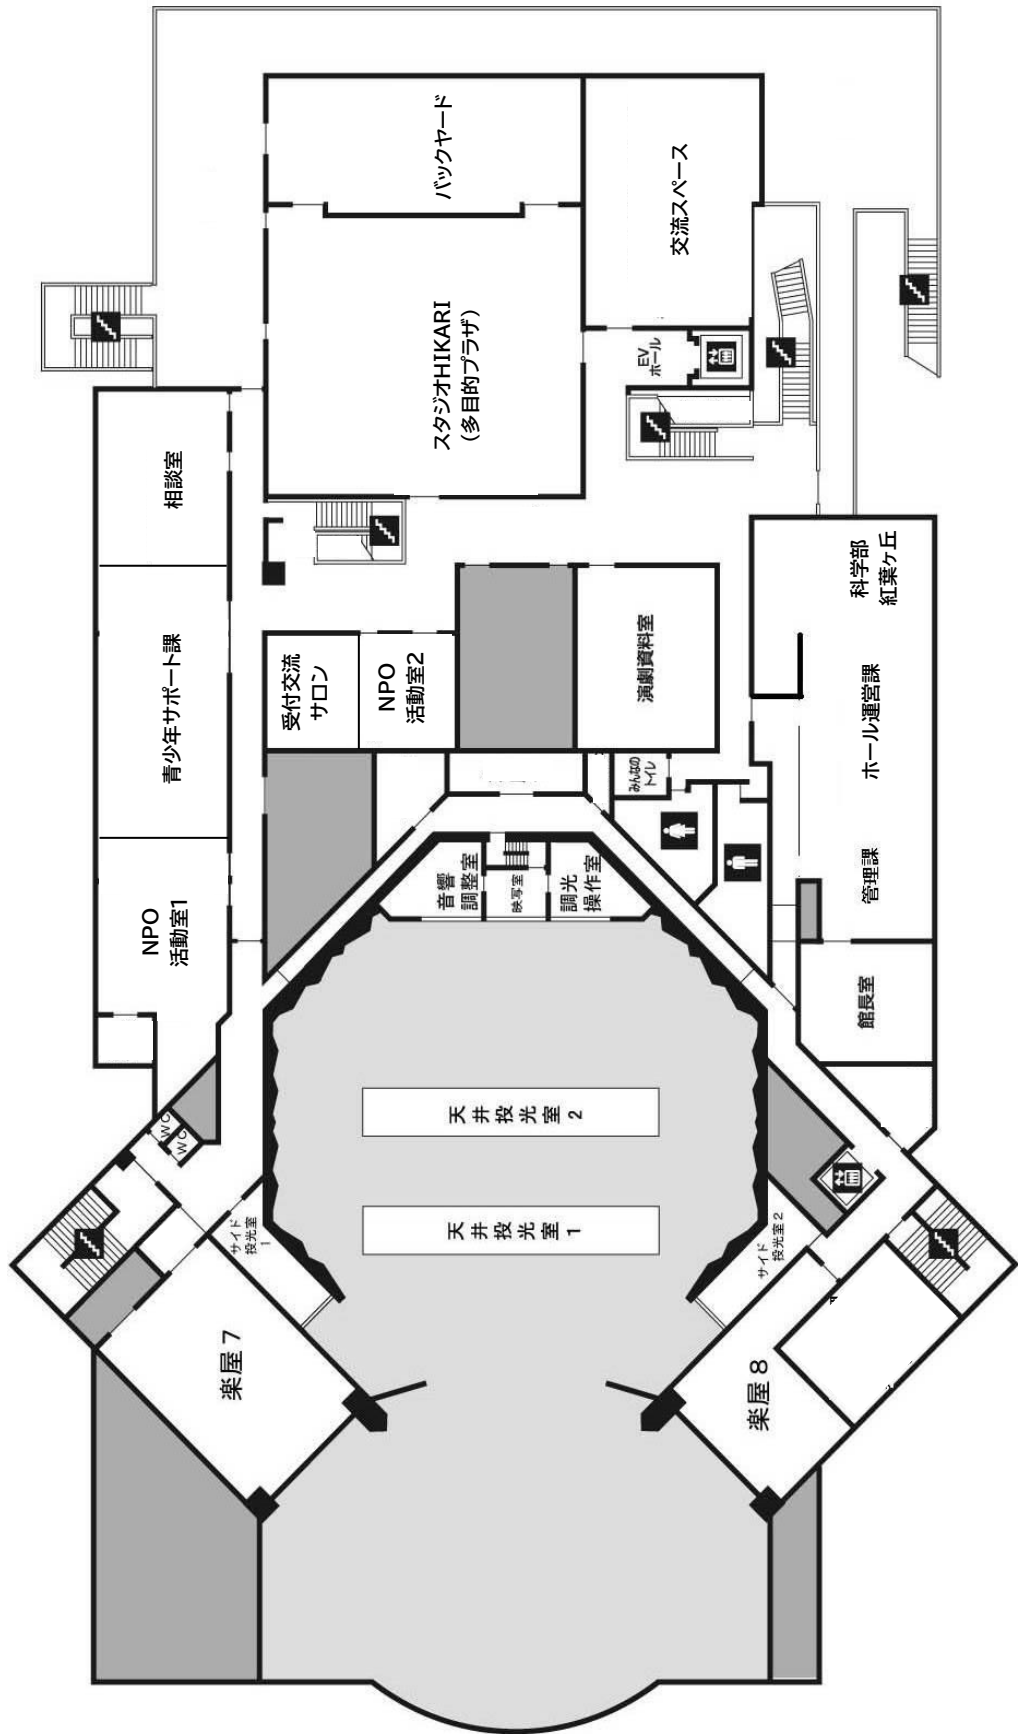 バックヤード
交流スペース
スタジオHIKARI
(多目的プラザ)
EV
ホール
相談室
青少年サポート課
NPO
活動室1
受付交流
サロン
NPO
活動室2
演劇資料室
科学部
紅葉ヶ丘
ホール運営課
管理課
館長室
みんなの
トイレ
音響
調整室
映写室
調光
操作室
天井投光室2
天井投光室1
WC
WC
サイド
投光室
1
サイド
投光室2
楽屋7
楽屋8